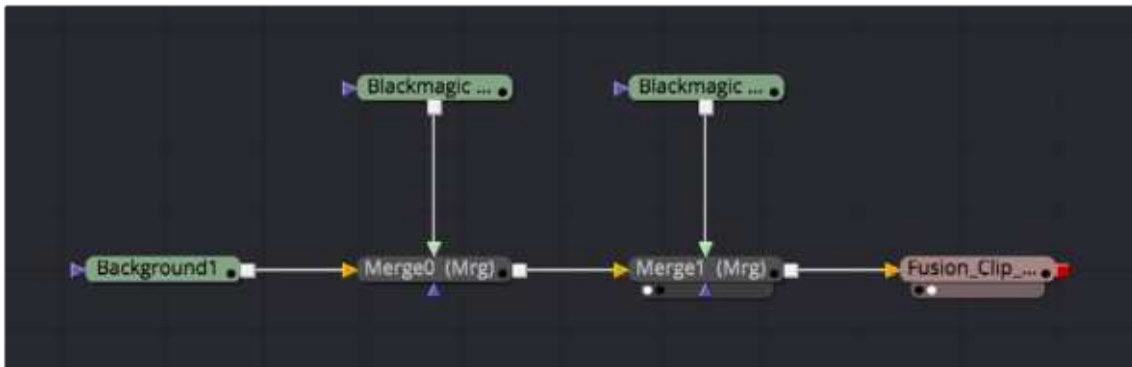 Blackmagic ...
Blackmagic ...
Background1
Merge0 (Mrg)
Merge1 (Mrg)
Fusion_Clip_...